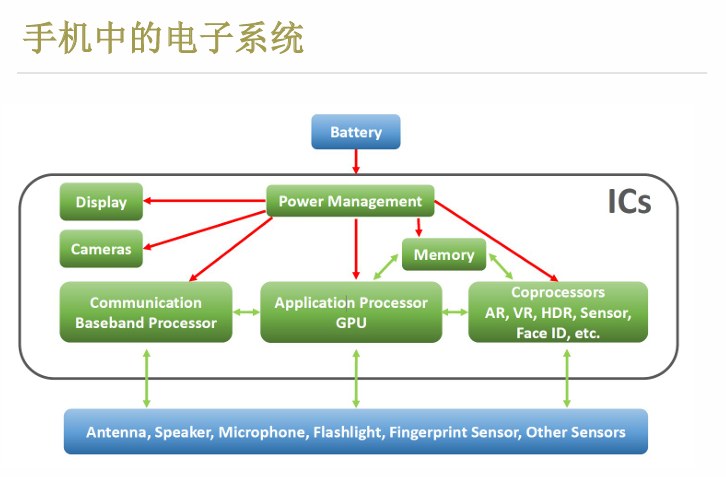 手机中的电子系统
Battery
ICs
Display
Power Management
Cameras
Memory
Communication
Baseband Processor
Application Processor
GPU
Coprocessors
AR, VR, HDR, Sensor,
Face ID, etc.
Antenna, Speaker, Microphone, Flashlight, Fingerprint Sensor, Other Sensors